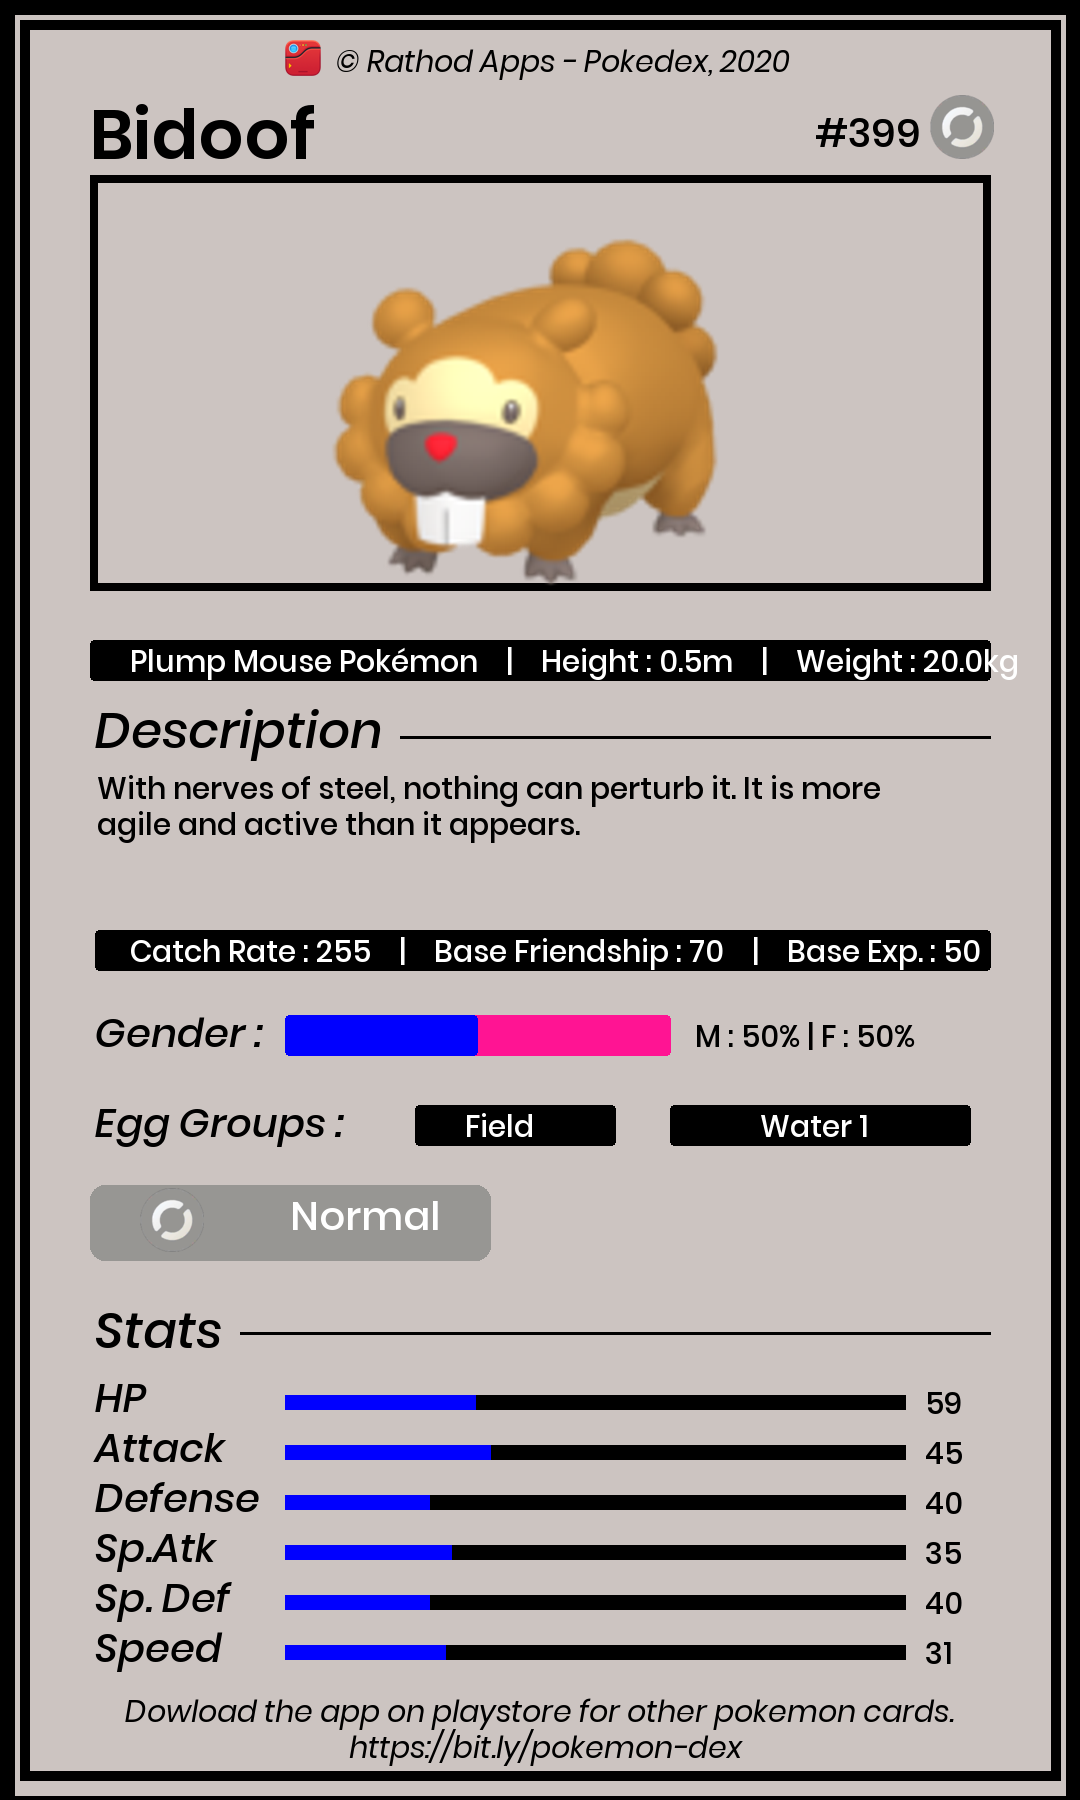 © Rathod Apps - Pokedex, 2020
Bidoof #399
Plump Mouse Pokémon | Height : 0.5m | Weight : 20.0kg
Description
With nerves of steel, nothing can perturb it. It is more
agile and active than it appears.
Catch Rate : 255 | Base Friendship : 70 | Base Exp. : 50
Gender : M : 50% | F : 50%
Egg Groups : Field Water 1
Normal
Stats
HP 59
Attack 45
Defense 40
Sp.Atk 35
Sp. Def 40
Speed 31
Dowload the app on playstore for other pokemon cards.
https://bit.ly/pokemon-dex